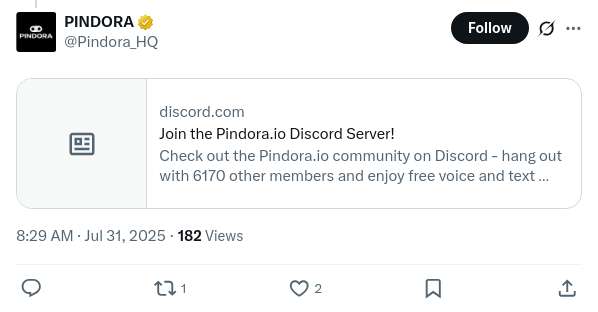 PINDORA
PINDORA
@Pindora_HQ
Follow
discord.com
Join the Pindora.io Discord Server!
Check out the Pindora.io community on Discord - hang out
with 6170 other members and enjoy free voice and text ...
8:29 AM · Jul 31, 2025 · 182 Views
1
2